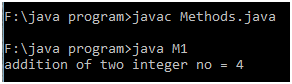 F:\java program>javac Methods.java
F:\java program>java M1
addition of two integer no = 4